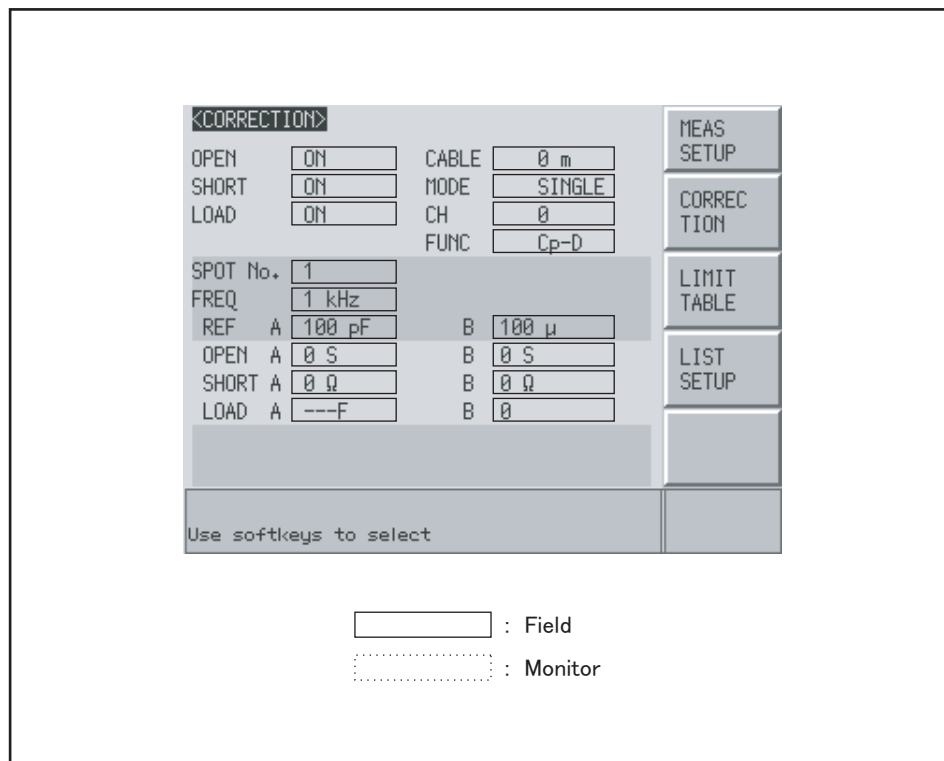 <CORRECTION>
OPEN ON CABLE 0 m
SHORT ON MODE SINGLE
LOAD ON CH 0
FUNC Cp-D
SPOT No. 1
FREQ 1 kHz
REF A 100 pF B 100 μ
OPEN A 0 S B 0 S
SHORT A 0 Ω B 0 Ω
LOAD A ---F B 0
Use softkeys to select
MEAS
SETUP
CORREC
TION
LIMIT
TABLE
LIST
SETUP
: Field
: Monitor